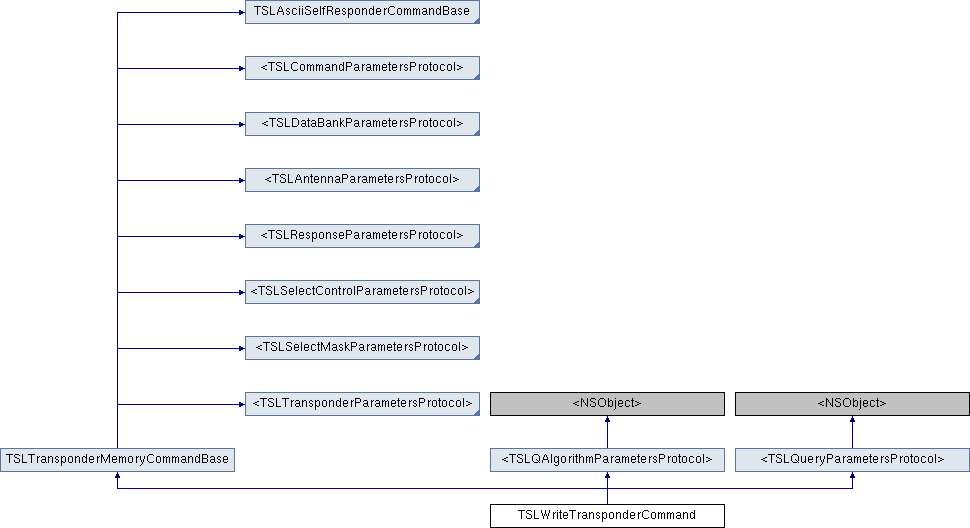 TSLAsciiSelfResponderCommandBase
<TSLCommandParametersProtocol>
<TSLDataBankParametersProtocol>
<TSLAntennaParametersProtocol>
<TSLResponseParametersProtocol>
<TSLSelectControlParametersProtocol>
<TSLSelectMaskParametersProtocol>
<TSLTransponderParametersProtocol>
<NSObject>
<NSObject>
TSLTransponderMemoryCommandBase
<TSLQAlgorithmParametersProtocol>
<TSLQueryParametersProtocol>
TSLWriteTransponderCommand